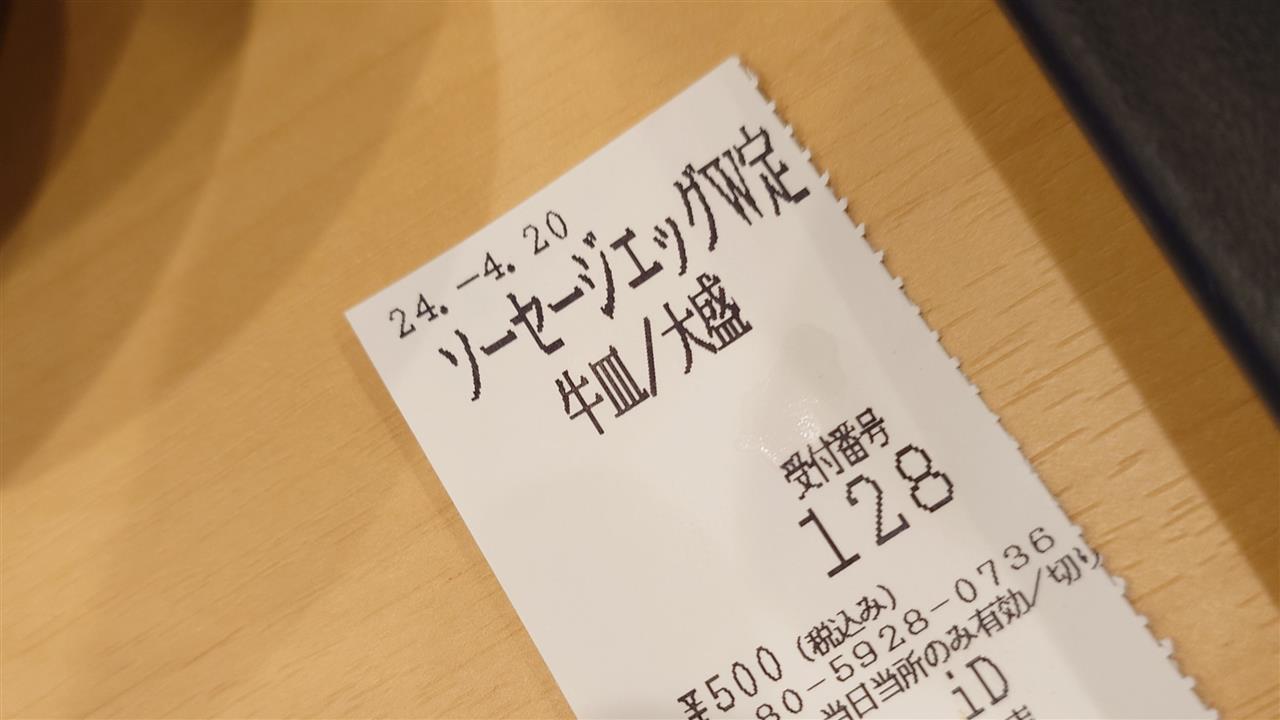 24.-4.20
ソーセージエッグW定
牛皿/大盛
受付番号
128
¥500(税込み)
80-5928-0736
当日当所のみ有効/切り
iD